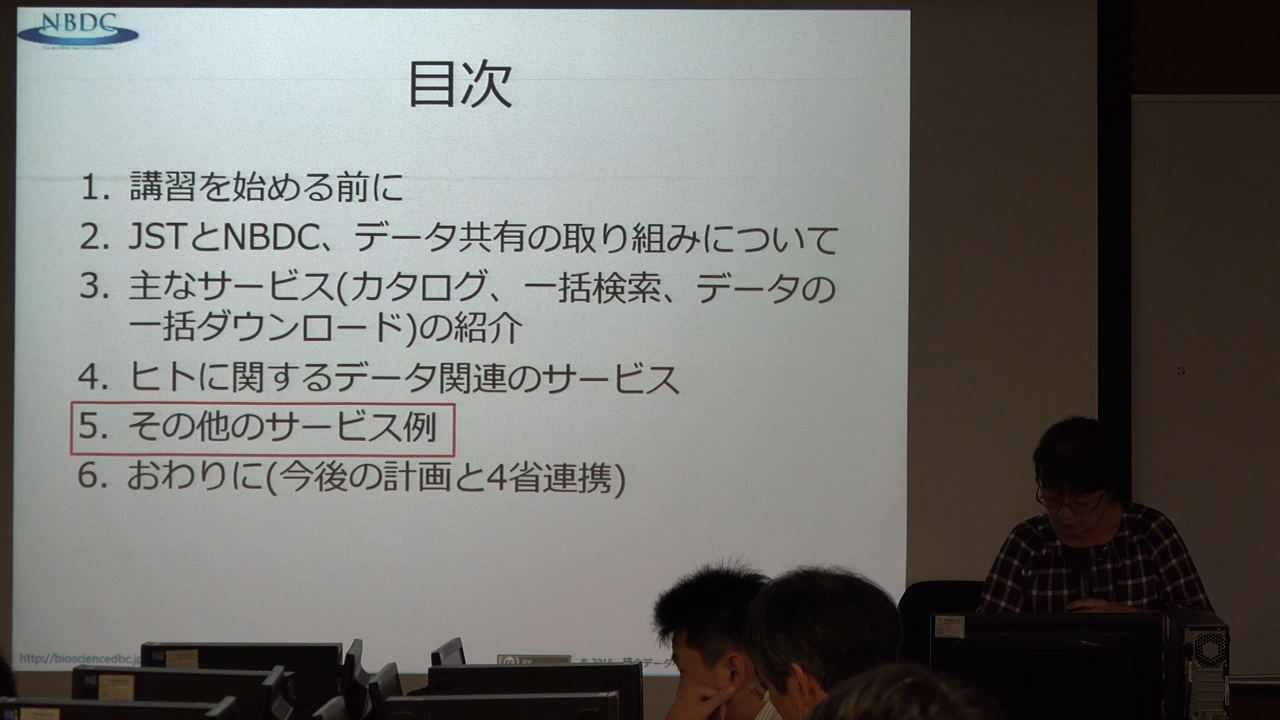 NBDC
目次
1. 講習を始める前に
2. JSTとNBDC、データ共有の取り組みについて
3. 主なサービス(カタログ、一括検索、データの
一括ダウンロード)の紹介
4. ヒトに関するデータ関連のサービス
5. その他のサービス例
6. おわりに(今後の計画と4省連携)
http://biosciencedbc.jp